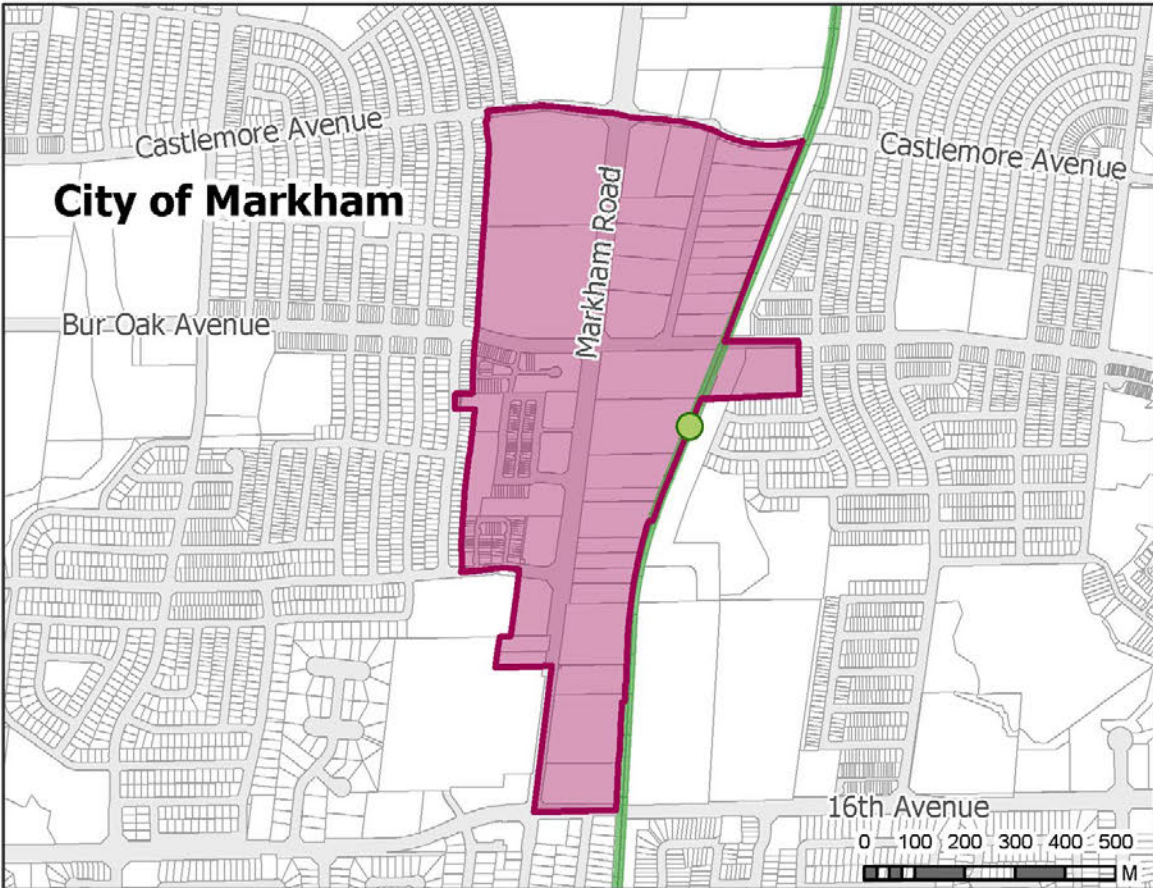 Castlemore Avenue
Castlemore Avenue
City of Markham
Markham Road
Bur Oak Avenue
16th Avenue
0 100 200 300 400 500
M